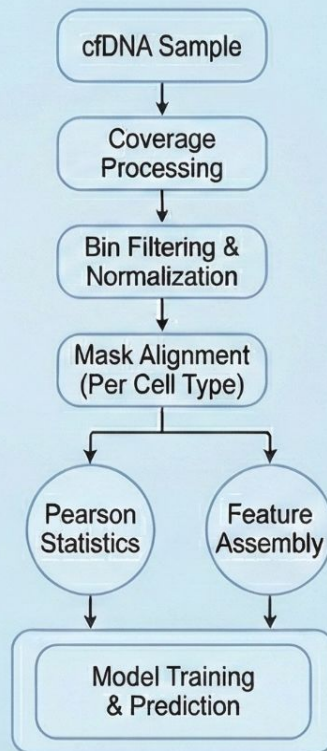 cfDNA Sample
Coverage
Processing
Bin Filtering &
Normalization
Mask Alignment
(Per Cell Type)
Pearson
Statistics
Feature
Assembly
Model Training
& Prediction